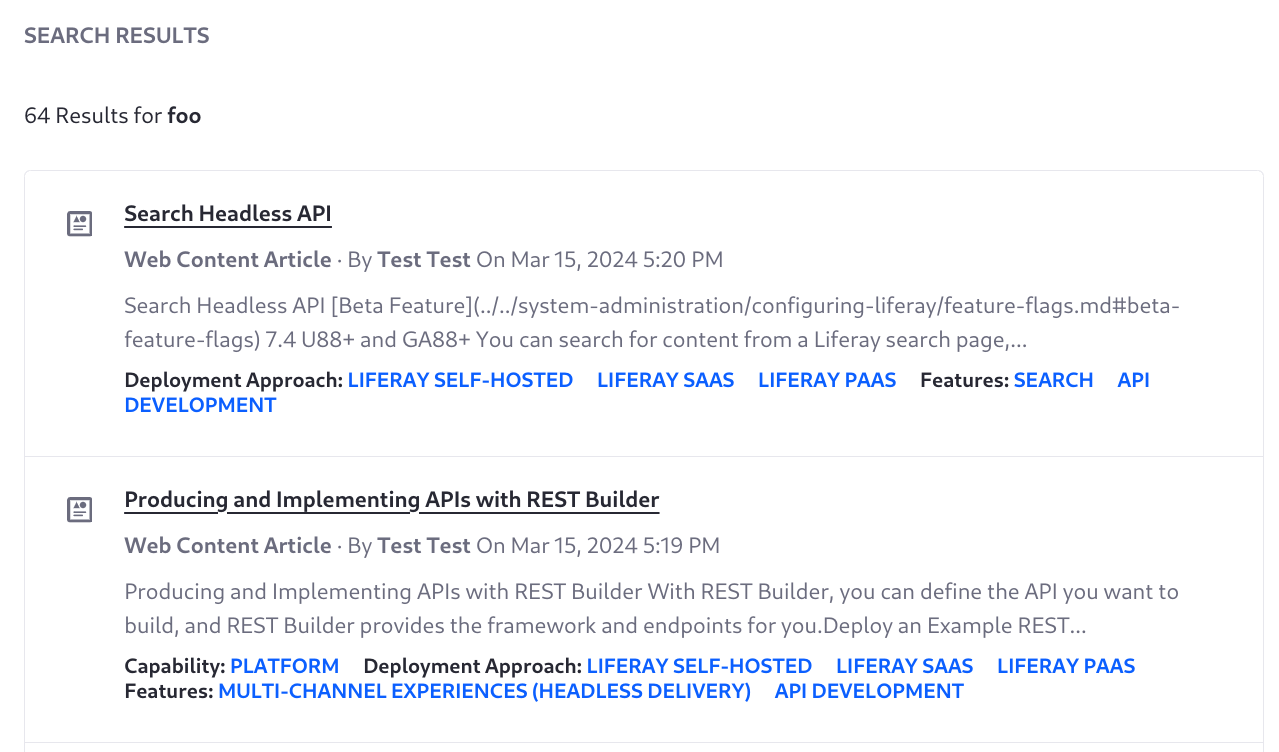 SEARCH RESULTS
64 Results for foo
Search Headless API
Web Content Article · By Test Test On Mar 15, 2024 5:20 PM
Search Headless API [Beta Feature](../../system-administration/configuring-liferay/feature-flags.md#beta-
feature-flags) 7.4 U88+ and GA88+ You can search for content from a Liferay search page,...
Deployment Approach: LIFERAY SELF-HOSTED LIFERAY SAAS LIFERAY PAAS Features: SEARCH API
DEVELOPMENT
Producing and Implementing APIs with REST Builder
Web Content Article · By Test Test On Mar 15, 2024 5:19 PM
Producing and Implementing APIs with REST Builder With REST Builder, you can define the API you want to
build, and REST Builder provides the framework and endpoints for you.Deploy an Example REST...
Capability: PLATFORM Deployment Approach: LIFERAY SELF-HOSTED LIFERAY SAAS LIFERAY PAAS
Features: MULTI-CHANNEL EXPERIENCES (HEADLESS DELIVERY) API DEVELOPMENT